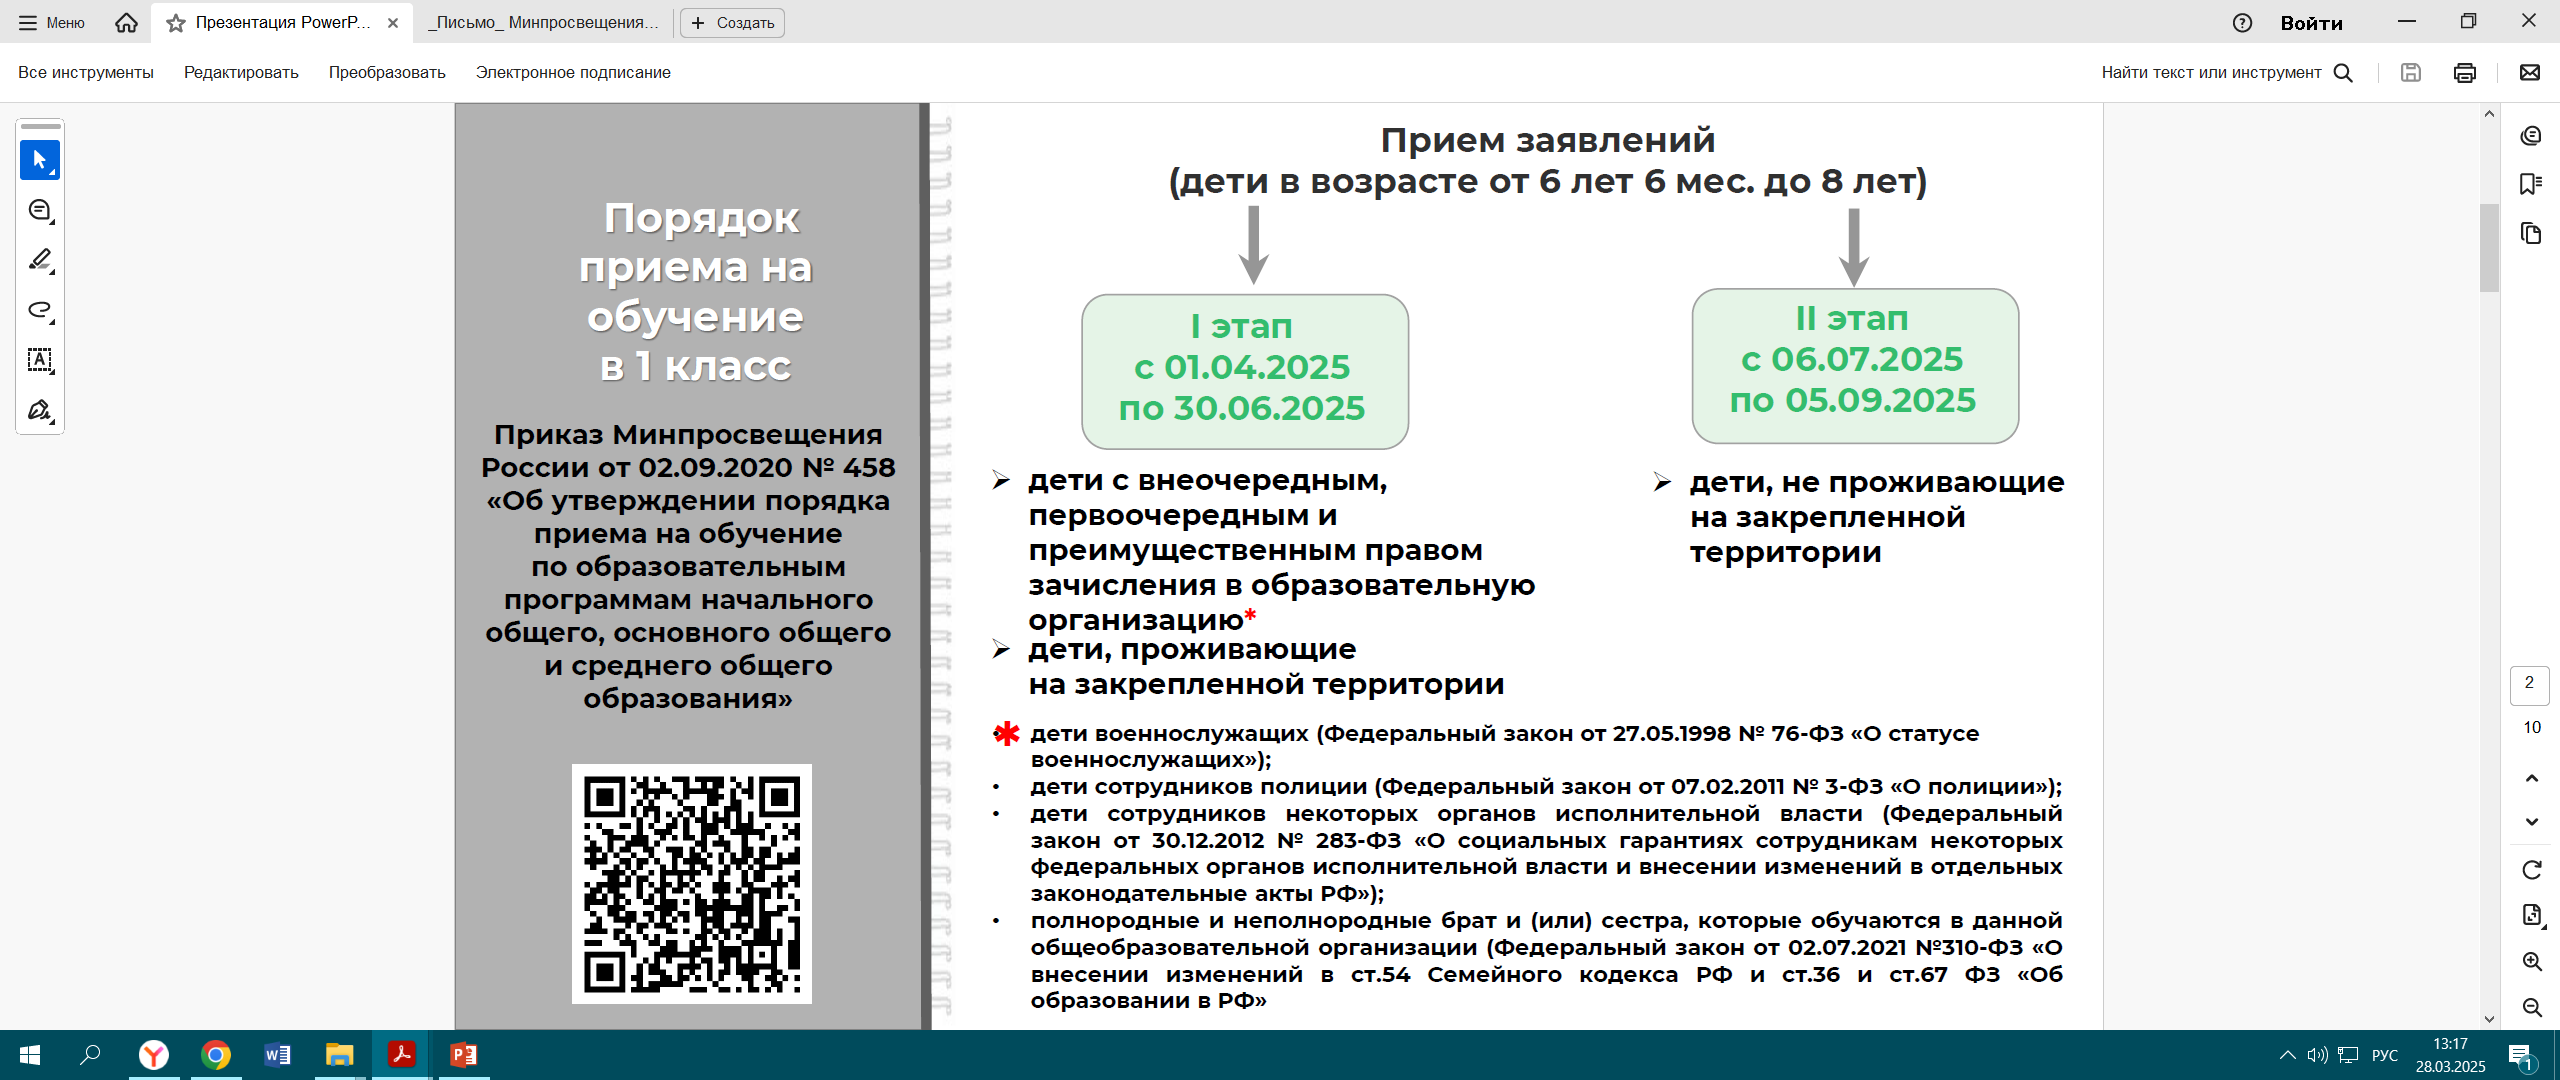 Меню
Презентация PowerP...
_Письмо_ Минпросвещения...
Создать
Войти
Все инструменты
Редактировать
Преобразовать
Электронное подписание
Найти текст или инструмент
Порядок
приема на
обучение
в 1 класс
Приказ Минпросвещения
России от 02.09.2020 № 458
«Об утверждении порядка
приема на обучение
по образовательным
программам начального
общего, основного общего
и среднего общего
образования»
Прием заявлений
(дети в возрасте от 6 лет 6 мес. до 8 лет)
I этап
с 01.04.2025
по 30.06.2025
➢ дети с внеочередным,
первоочередным и
преимущественным правом
зачисления в образовательную
организацию*
➢ дети, проживающие
на закрепленной территории
II этап
с 06.07.2025
по 05.09.2025
➢ дети, не проживающие
на закрепленной
территории
* дети военнослужащих (Федеральный закон от 27.05.1998 № 76-ФЗ «О статусе
военнослужащих»);
• дети сотрудников полиции (Федеральный закон от 07.02.2011 № 3-ФЗ «О полиции»);
• дети сотрудников некоторых органов исполнительной власти (Федеральный
закон от 30.12.2012 № 283-ФЗ «О социальных гарантиях сотрудникам некоторых
федеральных органов исполнительной власти и внесении изменений в отдельных
законодательные акты РФ»);
• полнородные и неполнородные брат и (или) сестра, которые обучаются в данной
общеобразовательной организации (Федеральный закон от 02.07.2021 №310-ФЗ «О
внесении изменений в ст.54 Семейного кодекса РФ и ст.36 и ст.67 ФЗ «Об
образовании в РФ»
2
10
РУС
13:17
28.03.2025
1